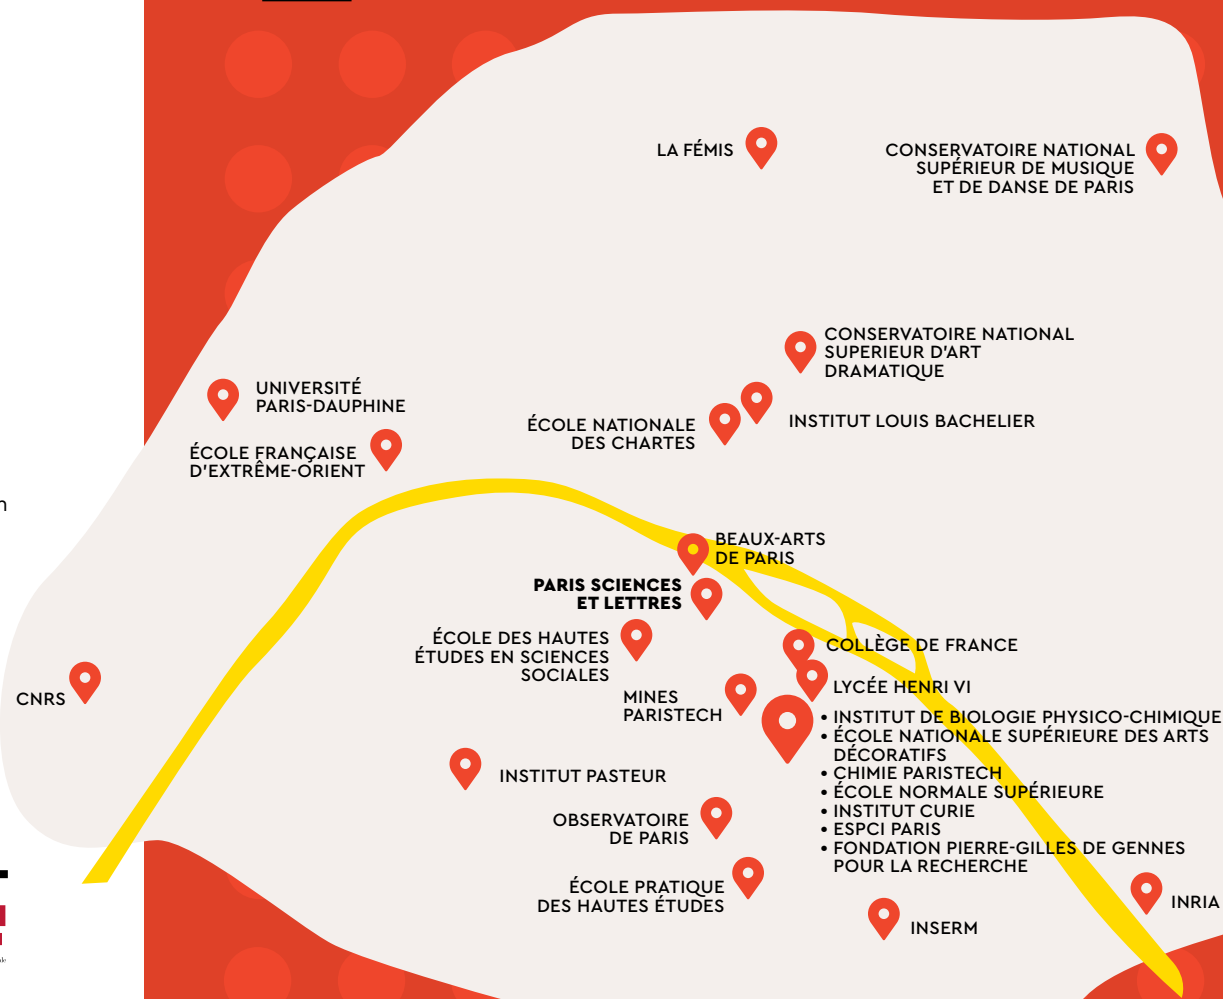 LA FÉMIS
CONSERVATOIRE NATIONAL
SUPÉRIEUR DE MUSIQUE
ET DE DANSE DE PARIS
CONSERVATOIRE NATIONAL
SUPERIEUR D'ART
DRAMATIQUE
UNIVERSITÉ
PARIS-DAUPHINE
ÉCOLE NATIONALE
DES CHARTES
INSTITUT LOUIS BACHELIER
ÉCOLE FRANÇAISE
D'EXTRÊME-ORIENT
BEAUX-ARTS
DE PARIS
PARIS SCIENCES
ET LETTRES
ÉCOLE DES HAUTES
ÉTUDES EN SCIENCES
SOCIALES
COLLÈGE DE FRANCE
CNRS
MINES
PARISTECH
LYCÉE HENRI VI
• INSTITUT DE BIOLOGIE PHYSICO-CHIMIQUE
• ÉCOLE NATIONALE SUPÉRIEURE DES ARTS
DÉCORATIFS
• CHIMIE PARISTECH
• ÉCOLE NORMALE SUPÉRIEURE
• INSTITUT CURIE
• ESPCI PARIS
• FONDATION PIERRE-GILLES DE GENNES
POUR LA RECHERCHE
INSTITUT PASTEUR
OBSERVATOIRE
DE PARIS
ÉCOLE PRATIQUE
DES HAUTES ÉTUDES
INSERM
INRIA